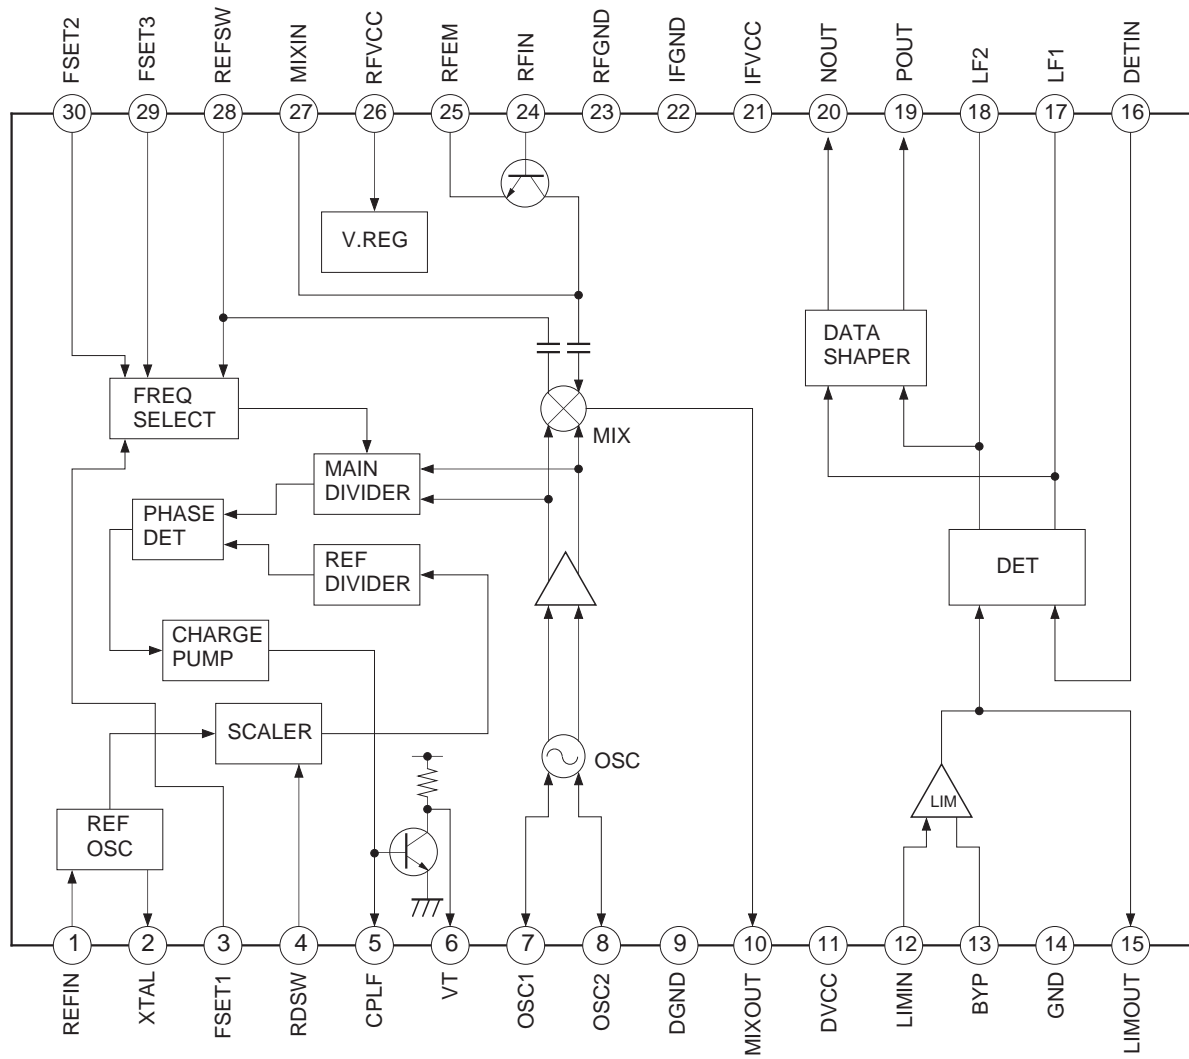 FSET2
FSET3
REFSW
MIXIN
RFVCC
RFEM
RFIN
RFGND
IFGND
IFVCC
NOUT
POUT
LF2
LF1
DETIN
30
29
28
27
26
25
24
23
22
21
20
19
18
17
16
V.REG
DATA
SHAPER
FREQ
SELECT
MIX
MAIN
DIVIDER
PHASE
DET
REF
DIVIDER
DET
CHARGE
PUMP
SCALER
OSC
LIM
REF
OSC
1
2
3
4
5
6
7
8
9
10
11
12
13
14
15
REFIN
XTAL
FSET1
RDSW
CPLF
VT
OSC1
OSC2
DGND
MIXOUT
DVCC
LIMIN
BYP
GND
LIMOUT